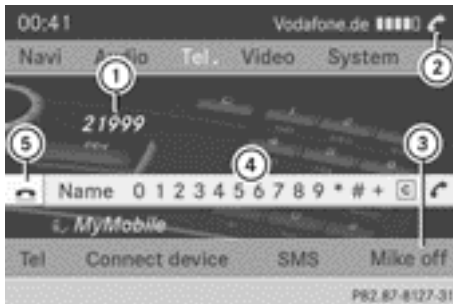 00:41 Vodafone.de
Navi Audio Tel. Video System
1
2
21999
3
5
4
Name 0 1 2 3 4 5 6 7 8 9 * # + C
MyMobile
Tel Connect device SMS Mike off
P82.87-8127-31